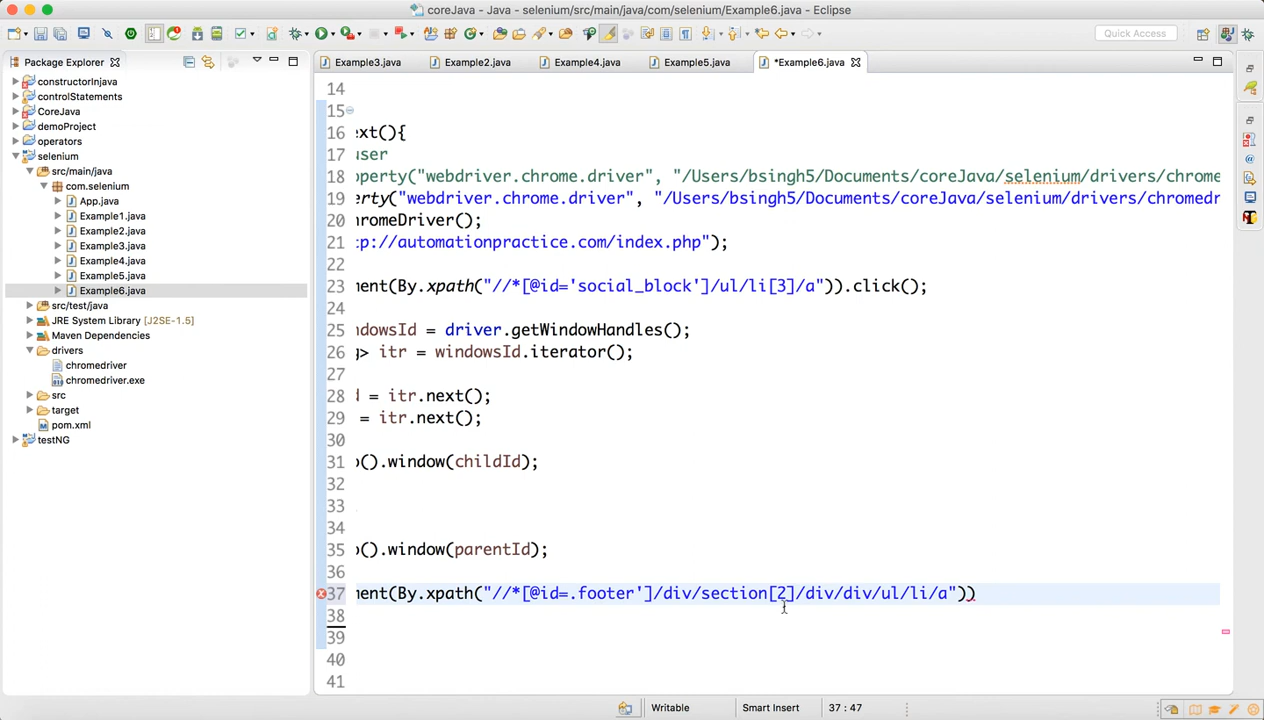 coreJava - Java - selenium/src/main/java/com/selenium/Example6.java - Eclipse
Quick Access
Package Explorer
Example3.java
Example2.java
Example4.java
Example5.java
*Example6.java
constructorInjava
controlStatements
CoreJava
demoProject
operators
selenium
src/main/java
com.selenium
App.java
Example1.java
Example2.java
Example3.java
Example4.java
Example5.java
Example6.java
src/test/java
JRE System Library [J2SE-1.5]
Maven Dependencies
drivers
chromedriver
chromedriver.exe
src
target
pom.xml
testNG
14
15
16 ext(){
17 user
18 operty("webdriver.chrome.driver", "/Users/bsingh5/Documents/coreJava/selenium/drivers/chrome
19 erty("webdriver.chrome.driver", "/Users/bsingh5/Documents/coreJava/selenium/drivers/chromedr
20 hromeDriver();
21 tp://automationpractice.com/index.php");
22
23 ment(By.xpath("//*[@id='social_block']/ul/li[3]/a")).click();
24
25 ndowsId = driver.getWindowHandles();
26 g> itr = windowsId.iterator();
27
28 d = itr.next();
29 = itr.next();
30
31 o().window(childId);
32
33
34
35 o().window(parentId);
36
37 ment(By.xpath("//*[@id=.footer']/div/section[2]/div/div/ul/li/a"))
38
39
40
41
Writable
Smart Insert
37 : 47